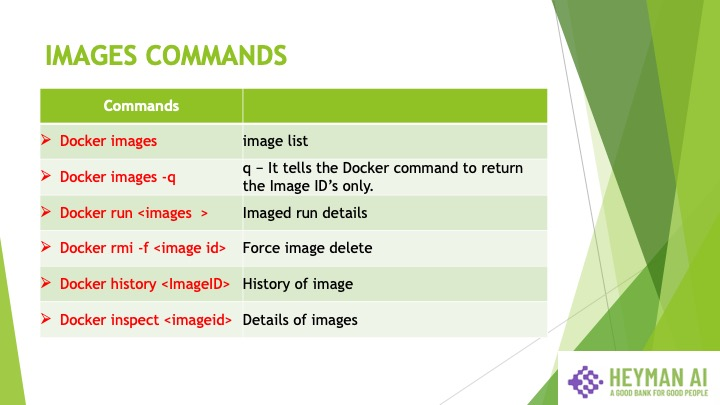 IMAGES COMMANDS
Commands
Docker images
image list
Docker images -q
q – It tells the Docker command to return
the Image ID’s only.
Docker run <images  >
Imaged run details
Docker rmi -f <image id>
Force image delete
Docker history <ImageID>
History of image
Docker inspect <imageid>
Details of images
HEYMAN AI
A GOOD BANK FOR GOOD PEOPLE